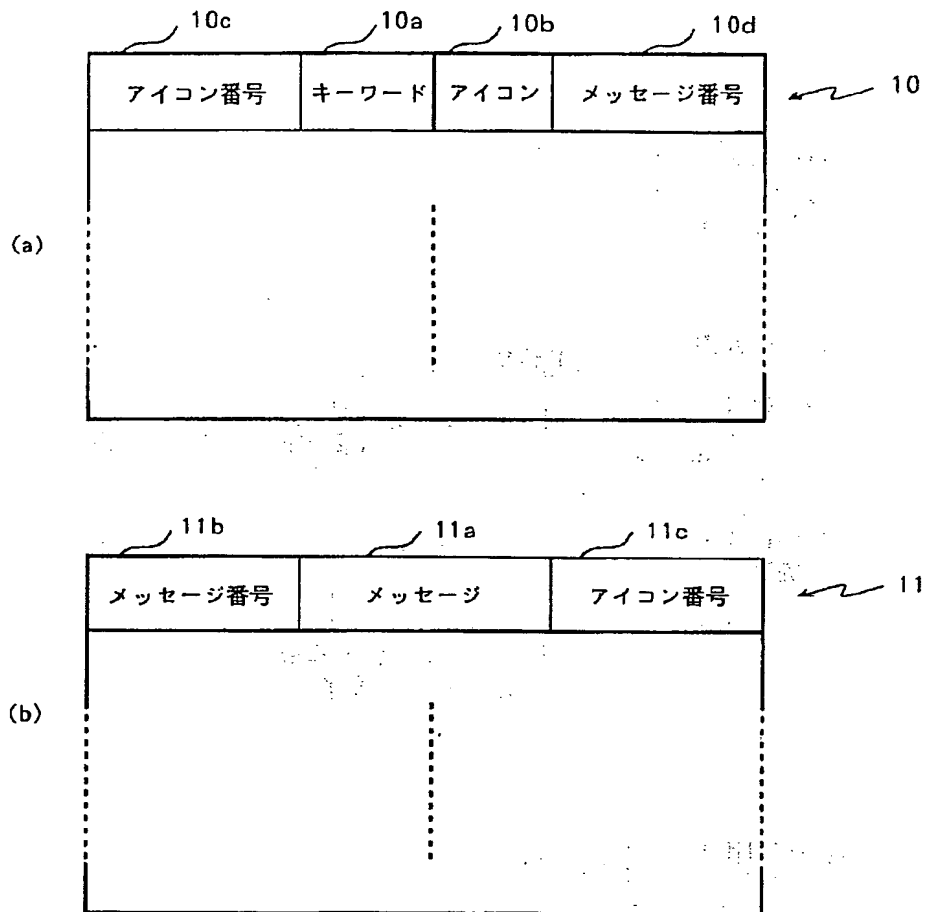 10c 10a 10b 10d
アイコン番号 キーワード アイコン メッセージ番号 10
(a)
11b 11a 11c
メッセージ番号 メッセージ アイコン番号 11
(b)